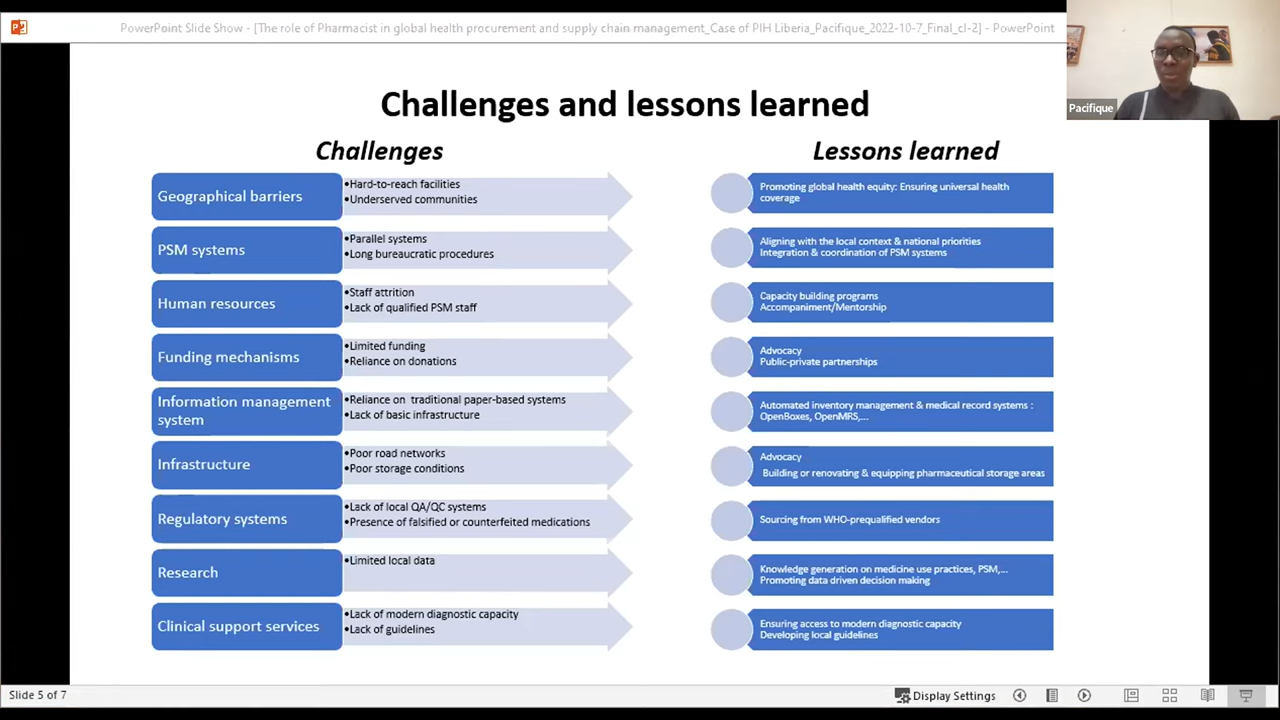 PowerPoint Slide Show - [The role of Pharmacist in global health procurement and supply chain management_Case of PIH Liberia_Pacifique_2022-10-7_Final_cl-2] - PowerPoint
Pacifique
Challenges and lessons learned
Challenges
Lessons learned
Geographical barriers
•Hard-to-reach facilities
•Underserved communities
Promoting global health equity: Ensuring universal health
coverage
PSM systems
•Parallel systems
•Long bureaucratic procedures
Aligning with the local context & national priorities
Integration & coordination of PSM systems
Human resources
•Staff attrition
•Lack of qualified PSM staff
Capacity building programs
Accompaniment/Mentorship
Funding mechanisms
•Limited funding
•Reliance on donations
Advocacy
Public-private partnerships
Information management
system
•Reliance on traditional paper-based systems
•Lack of basic infrastructure
Automated inventory management & medical record systems :
OpenBoxes, OpenMRS,...
Infrastructure
•Poor road networks
•Poor storage conditions
Advocacy
Building or renovating & equipping pharmaceutical storage areas
Regulatory systems
•Lack of local QA/QC systems
•Presence of falsified or counterfeited medications
Sourcing from WHO-prequalified vendors
Research
•Limited local data
Knowledge generation on medicine use practices, PSM,...
Promoting data driven decision making
Clinical support services
•Lack of modern diagnostic capacity
•Lack of guidelines
Ensuring access to modern diagnostic capacity
Developing local guidelines
Slide 5 of 7
Display Settings